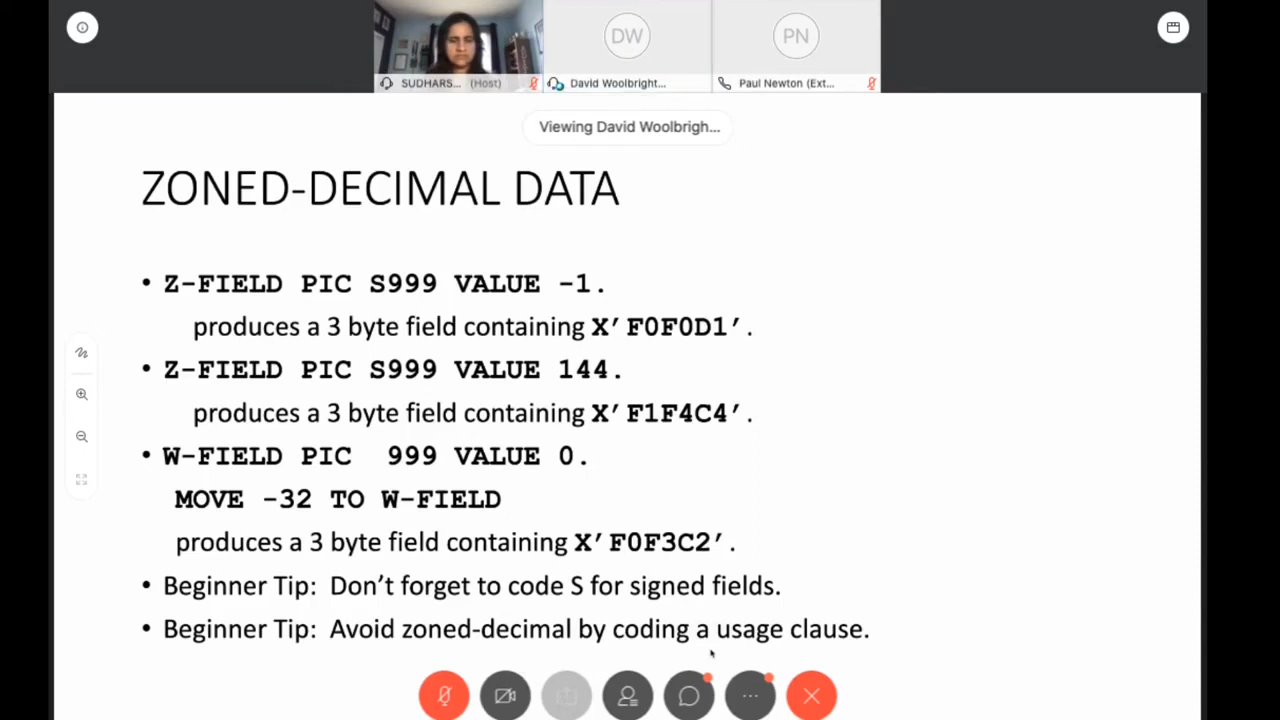 DW
PN
SUDHARS... (Host)
David Woolbright...
Paul Newton (Ext...
Viewing David Woolbrigh...
ZONED-DECIMAL DATA
• Z-FIELD PIC S999 VALUE -1.
produces a 3 byte field containing X’F0F0D1’.
• Z-FIELD PIC S999 VALUE 144.
produces a 3 byte field containing X’F1F4C4’.
• W-FIELD PIC  999 VALUE 0.
MOVE -32 TO W-FIELD
produces a 3 byte field containing X’F0F3C2’.
• Beginner Tip:  Don’t forget to code S for signed fields.
• Beginner Tip:  Avoid zoned-decimal by coding a usage clause.